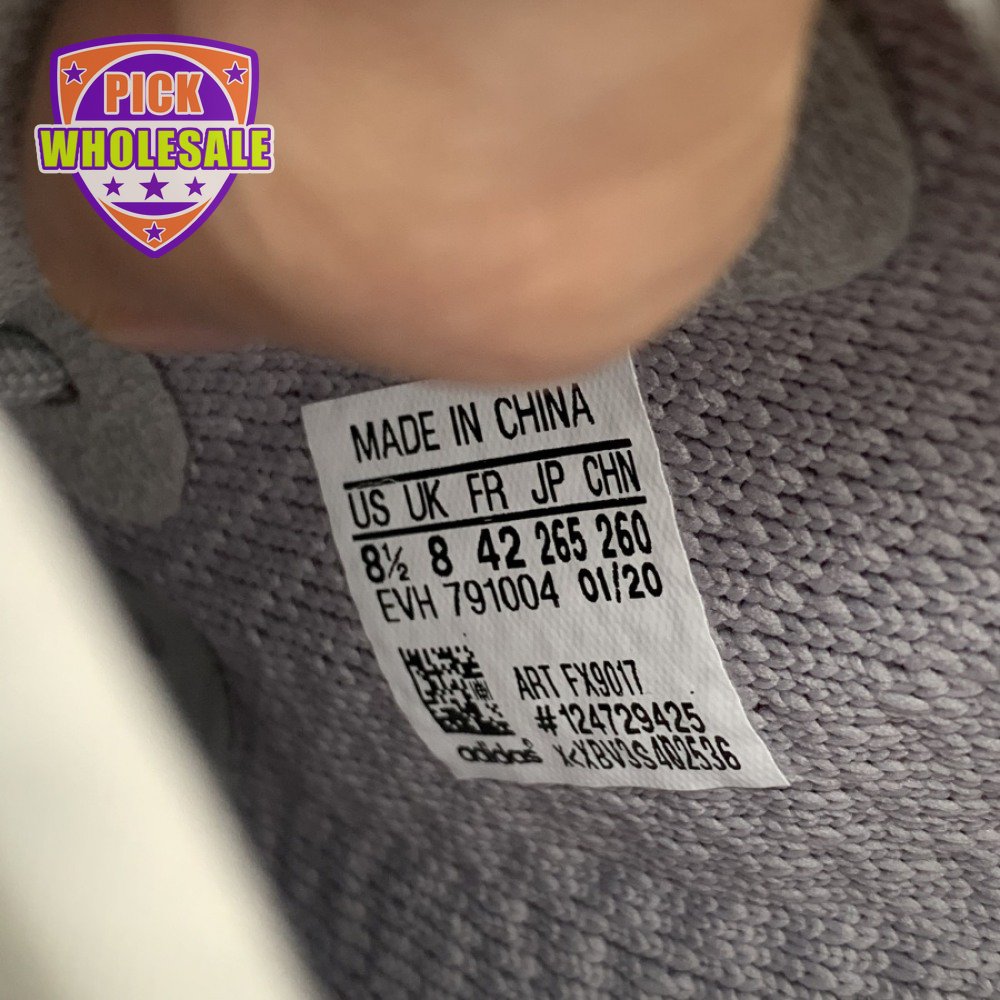 PICK
WHOLESALE
MADE IN CHINA
US UK FR JP CHN
8½ 8 42 265 260
EVH 791004 01/20
ART FX9017
#124729425
adidas
X<XBV3S4Q2536